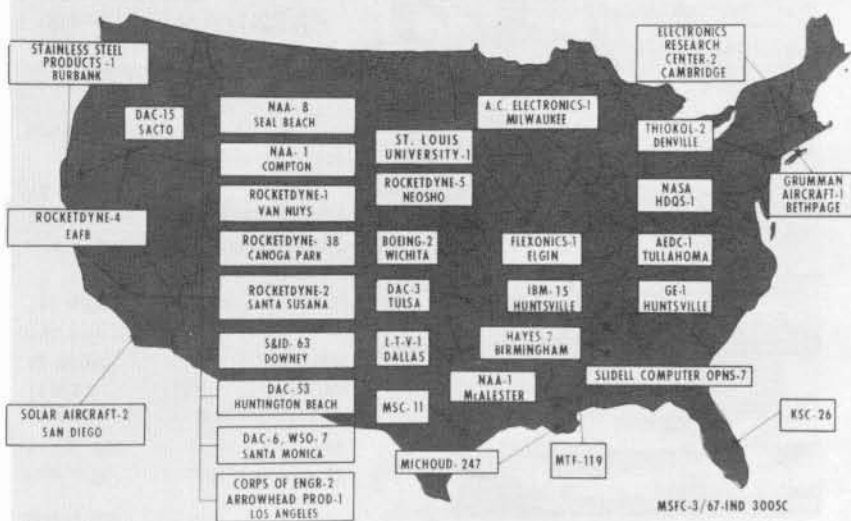 STAINLESS STEEL
PRODUCTS -1
BURBANK
DAC-15
SACTO
ROCKETDYNE-4
EAFB
SOLAR AIRCRAFT-2
SAN DIEGO
NAA- 8
SEAL BEACH
NAA- 1
COMPTON
ROCKETDYNE-1
VAN NUYS
ROCKETDYNE- 38
CANOGA PARK
ROCKETDYNE-2
SANTA SUSANA
S&ID- 63
DOWNEY
DAC- 53
HUNTINGTON BEACH
DAC-6, WSO- 7
SANTA MONICA
CORPS OF ENGR-2
ARROWHEAD PROD-1
LOS ANGELES
ST. LOUIS
UNIVERSITY-1
ROCKETDYNE-5
NEOSHO
BOEING-2
WICHITA
DAC-3
TULSA
L-T-V-1
DALLAS
MSC- 11
A.C. ELECTRONICS-1
MILWAUKEE
FLEXONICS-1
ELGIN
IBM- 15
HUNTSVILLE
HAYES-
BIRMINGHAM
NAA-1
McALESTER
MICHOUD- 247
MTF-119
ELECTRONICS
RESEARCH
CENTER-2
CAMBRIDGE
THIOKOL-2
DENVILLE
NASA
HDQS-1
AEDC-1
TULLAHOMA
GE-1
HUNTSVILLE
SLIDELL COMPUTER OPNS-7
GRUMMAN
AIRCRAFT-1
BETHPAGE
KSC-26
MSFC-3/67-IND 3005C